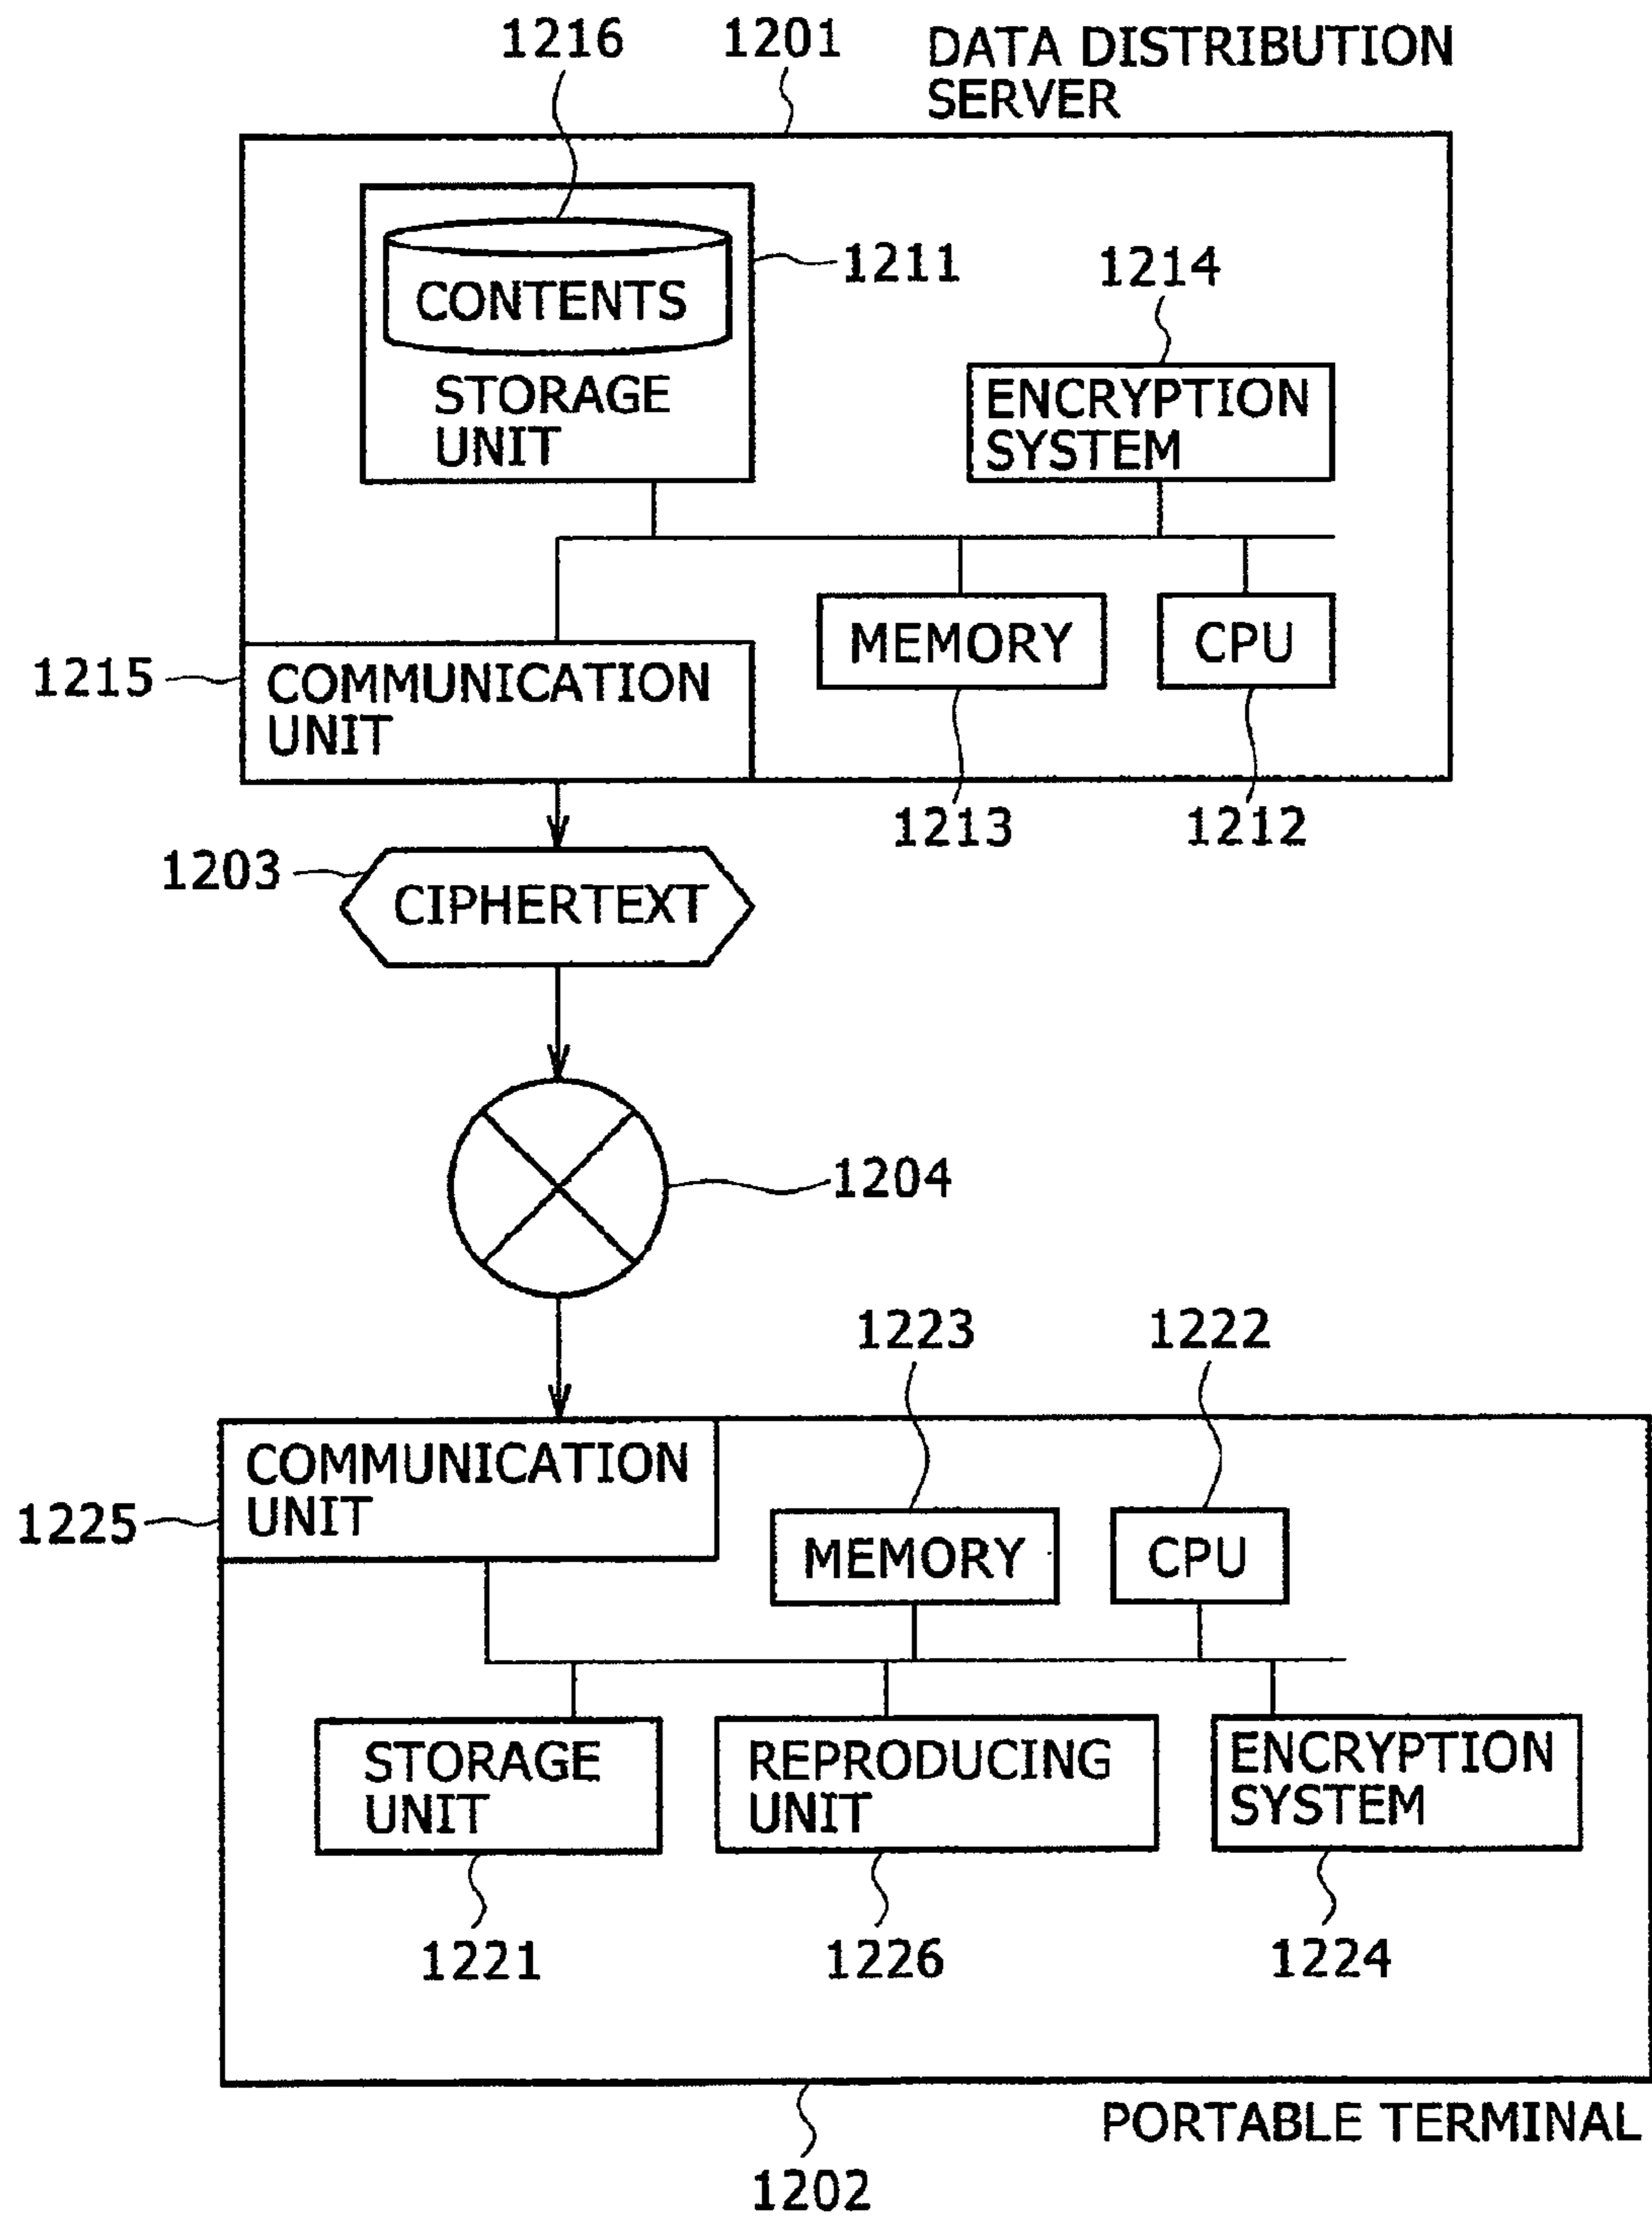 1216
1201
DATA DISTRIBUTION
SERVER
CONTENTS
1211
1214
STORAGE
UNIT
ENCRYPTION
SYSTEM
1215
COMMUNICATION
UNIT
MEMORY
CPU
1213
1212
1203
CIPHERTEXT
1204
1223
1222
COMMUNICATION
UNIT
1225
MEMORY
CPU
STORAGE
UNIT
REPRODUCING
UNIT
ENCRYPTION
SYSTEM
1221
1226
1224
PORTABLE TERMINAL
1202